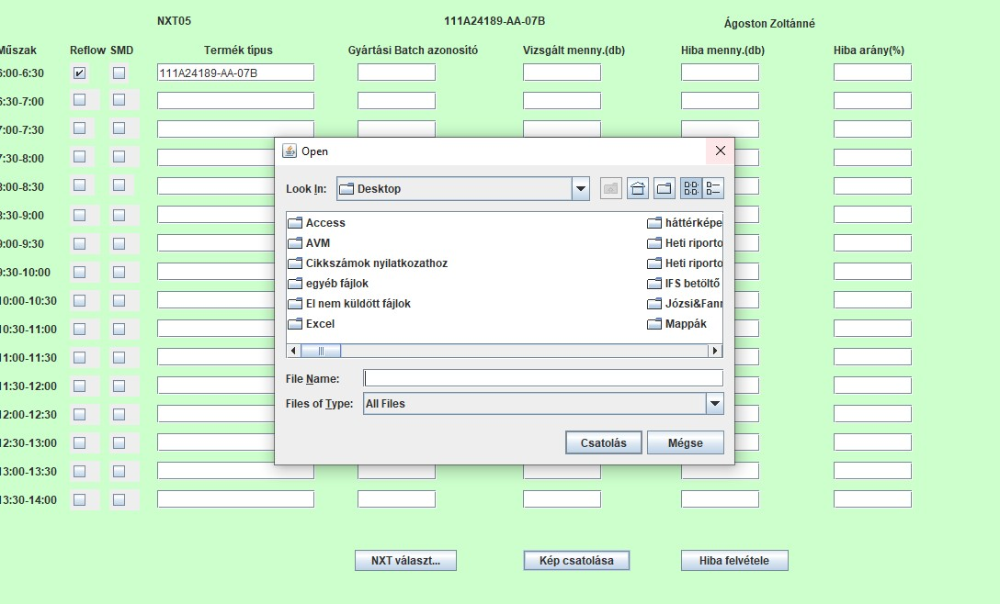 NXT05 111A24189-AA-07B Ágoston Zoltánné
Műszak Reflow SMD Termék típus Gyártási Batch azonosító Vizsgált menny.(db) Hiba menny.(db) Hiba arány(%)
6:00-6:30 111A24189-AA-07B
6:30-7:00
7:00-7:30
7:30-8:00
8:00-8:30
8:30-9:00
9:00-9:30
9:30-10:00
10:00-10:30
10:30-11:00
11:00-11:30
11:30-12:00
12:00-12:30
12:30-13:00
13:00-13:30
13:30-14:00
Open
Look In: Desktop
Access
AVM
Cikkszámok nyilatkozathoz
egyéb fájlok
El nem küldött fájlok
Excel
háttérképe
Heti riporto
Heti riporto
IFS betöltő
Józsi&Fann
Mappák
File Name:
Files of Type: All Files
Csatolás Mégse
NXT választ... Kép csatolása Hiba felvétele